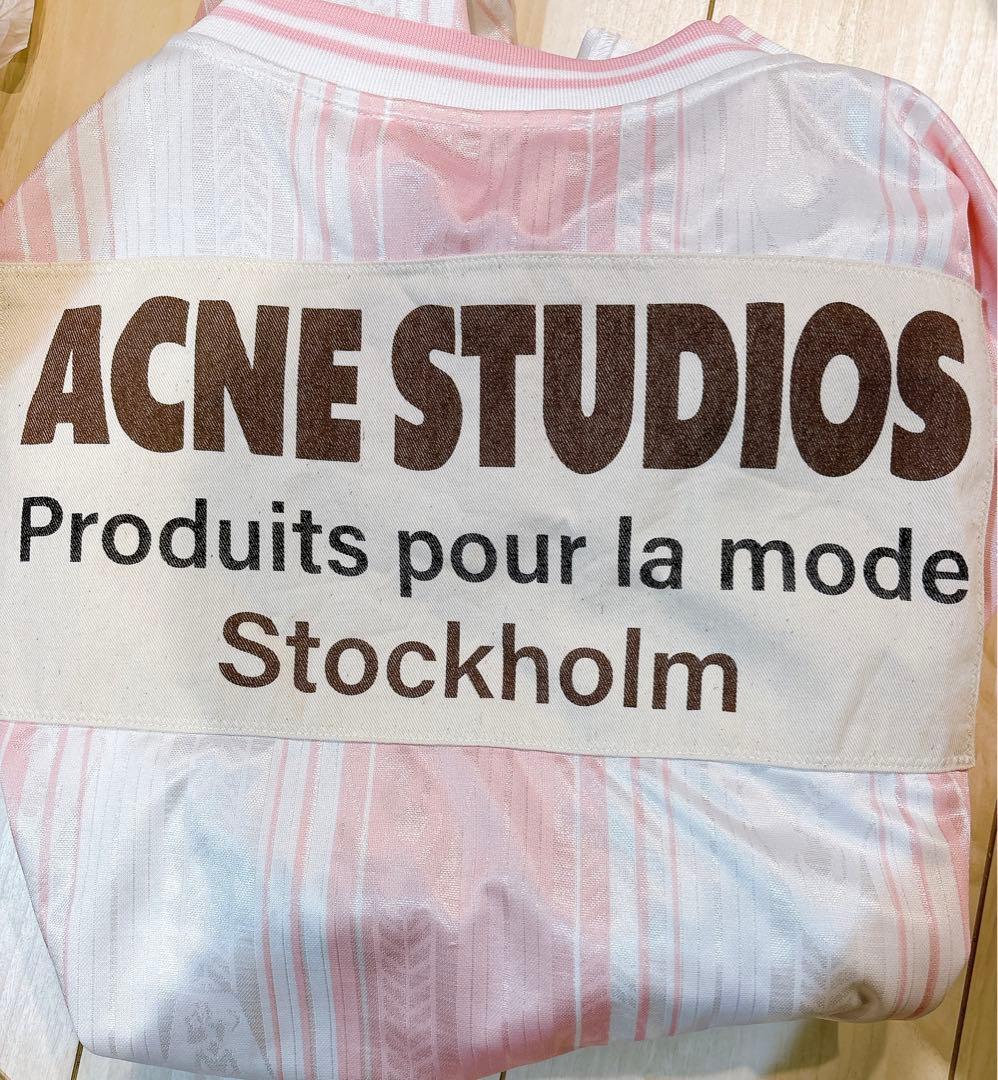 ACNE STUDIOS
Produits pour la mode
Stockholm